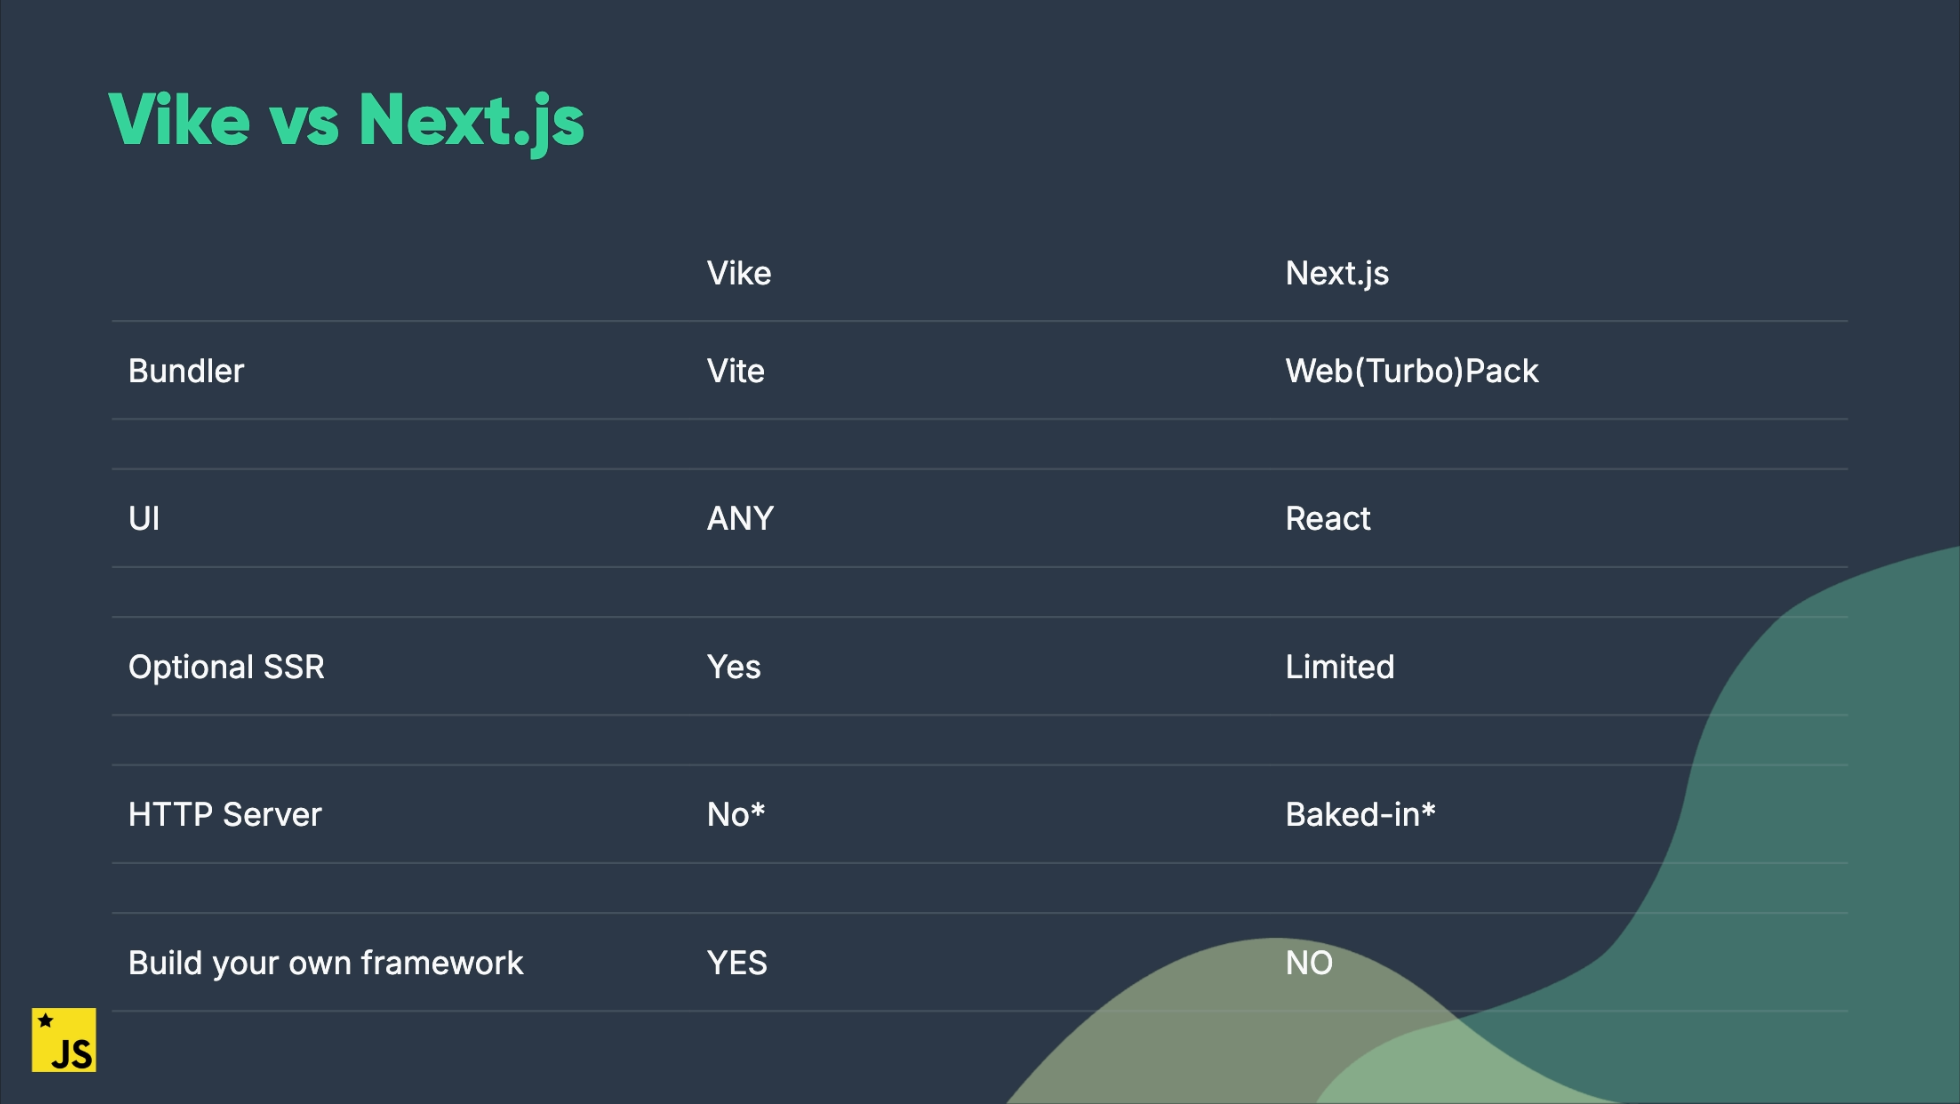 Vike vs Next.js
Vike Next.js
Bundler Vite Web(Turbo)Pack
UI ANY React
Optional SSR Yes Limited
HTTP Server No* Baked-in*
Build your own framework YES NO
JS